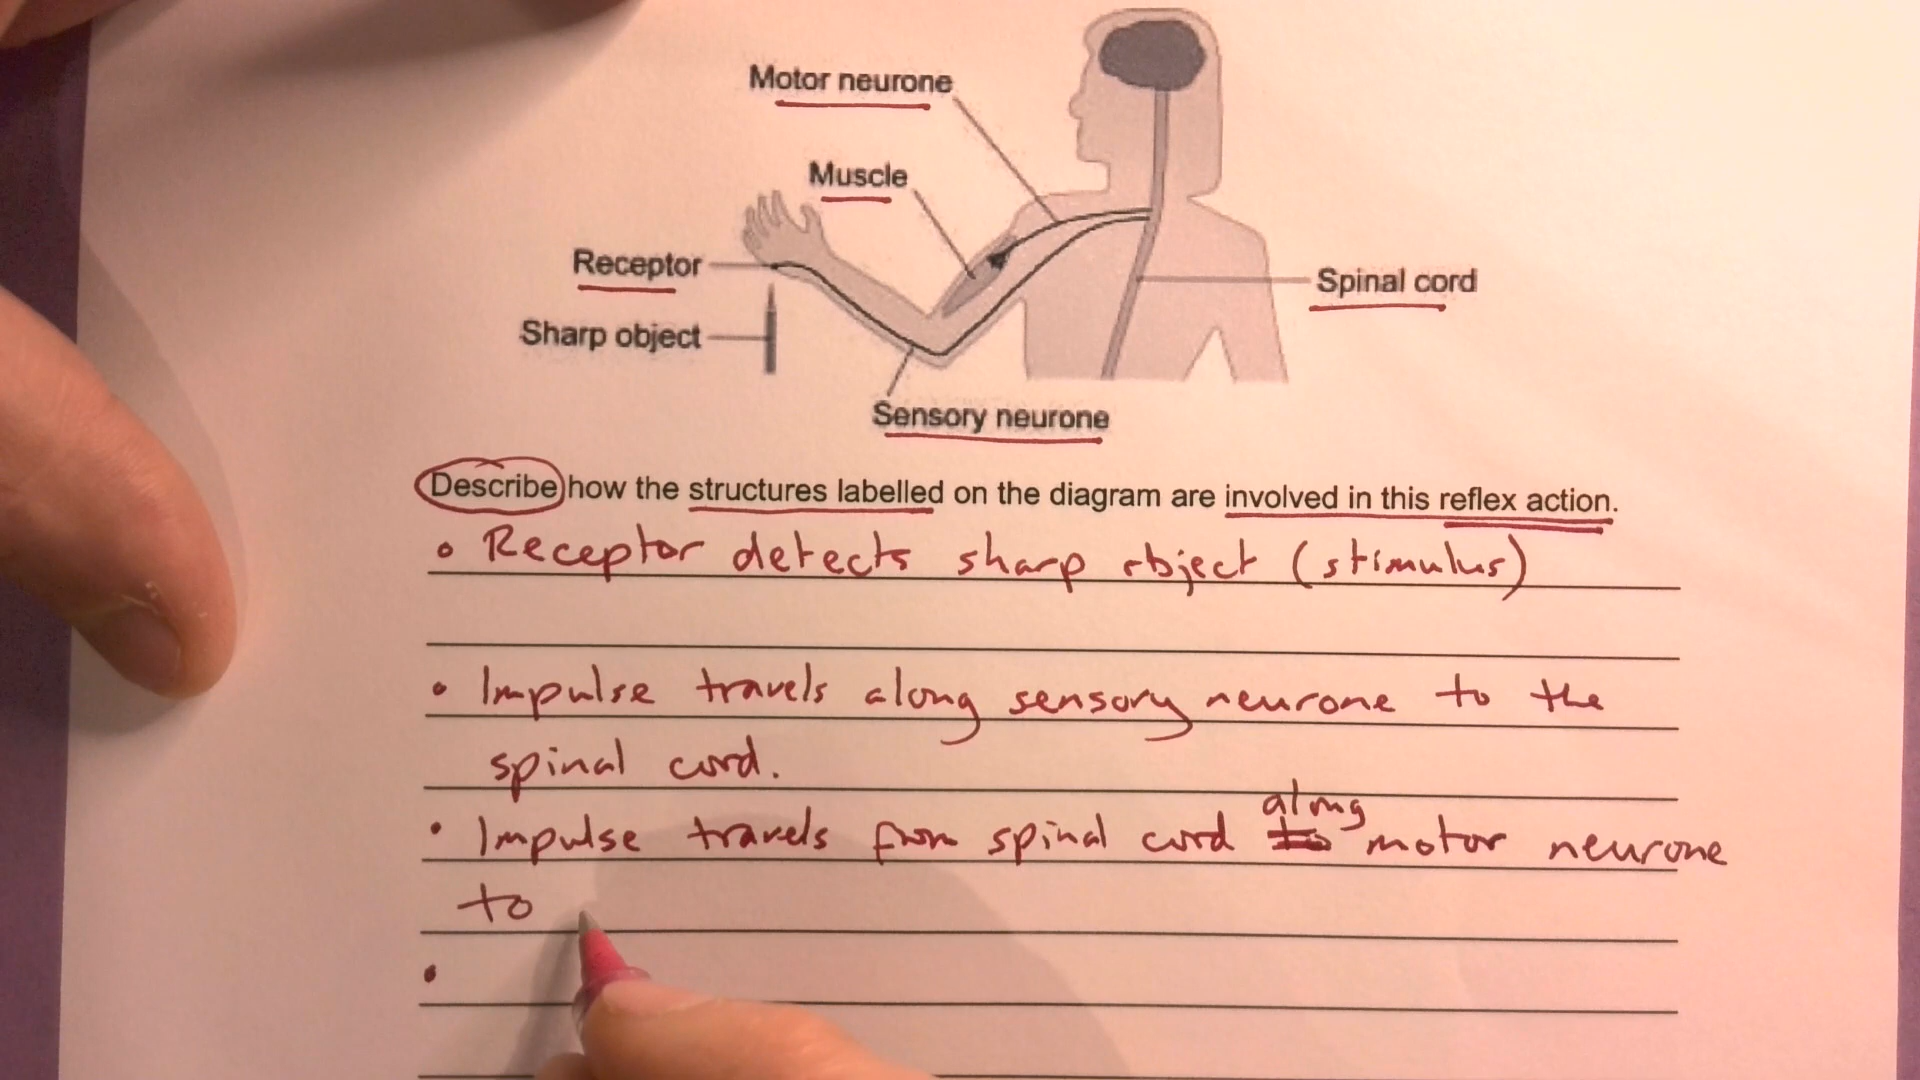 Motor neurone
Muscle
Receptor
Spinal cord
Sharp object
Sensory neurone
Describe how the structures labelled on the diagram are involved in this reflex action.
• Receptor detects sharp object (stimulus)
• Impulse travels along sensory neurone to the
spinal cord.
along
• Impulse travels from spinal cord to motor neurone
to
•